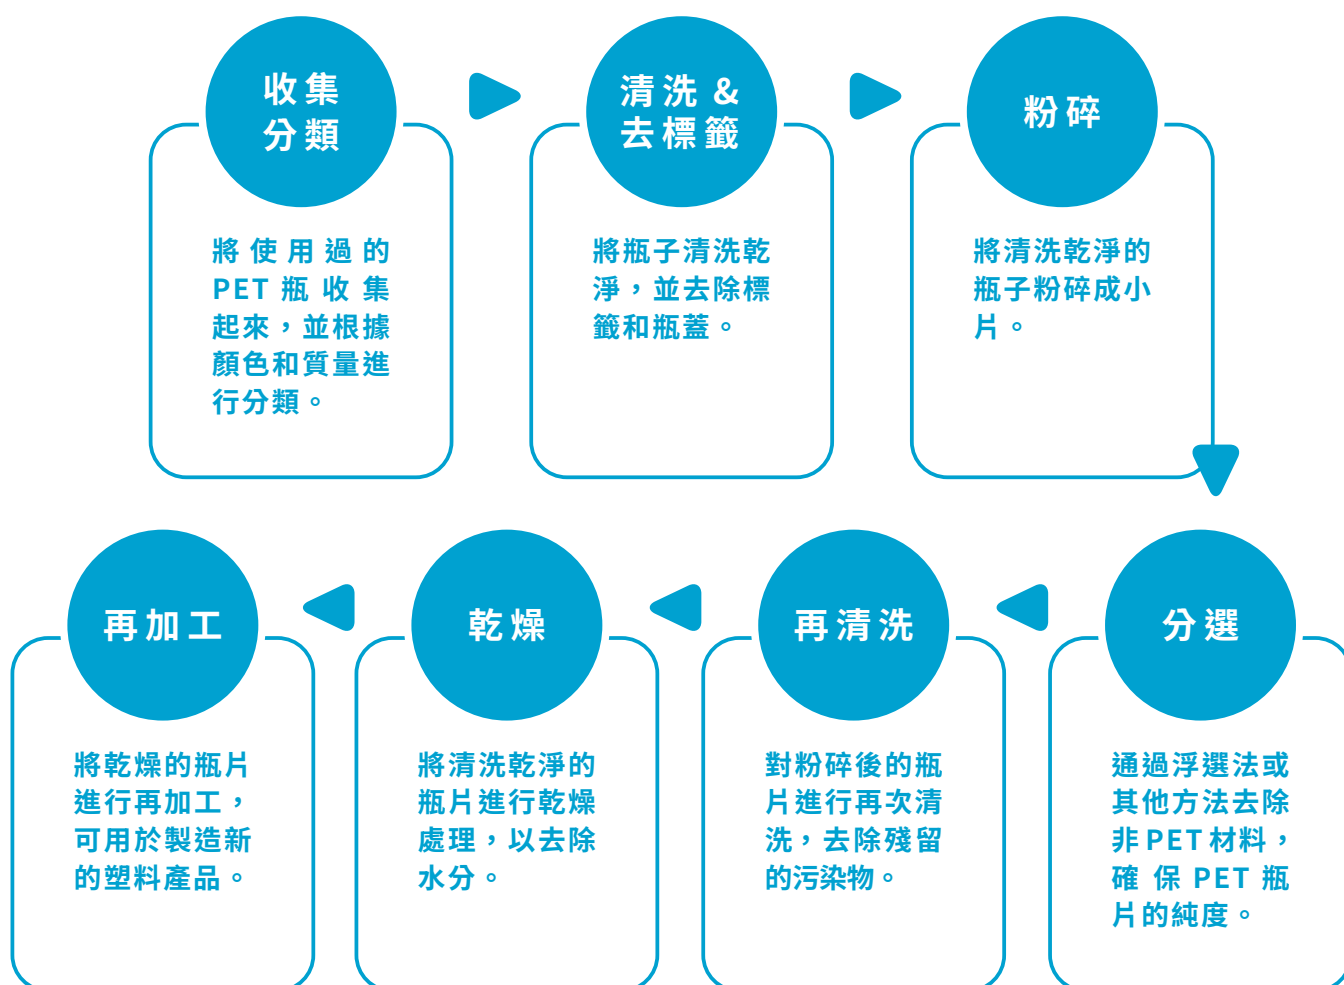 收集
分類
將使用過的
PET瓶收集
起來，並根據
顏色和質量進
行分類。
清洗 &
去標籤
將瓶子清洗乾
淨，並去除標
籤和瓶蓋。
粉碎
將清洗乾淨的
瓶子粉碎成小
片。
分選
通過浮選法或
其他方法去除
非PET材料，
確保PET瓶
片的純度。
再清洗
對粉碎後的瓶
片進行再次清
洗，去除殘留
的污染物。
乾燥
將清洗乾淨的
瓶片進行乾燥
處理，以去除
水分。
再加工
將乾燥的瓶片
進行再加工，
可用於製造新
的塑料產品。